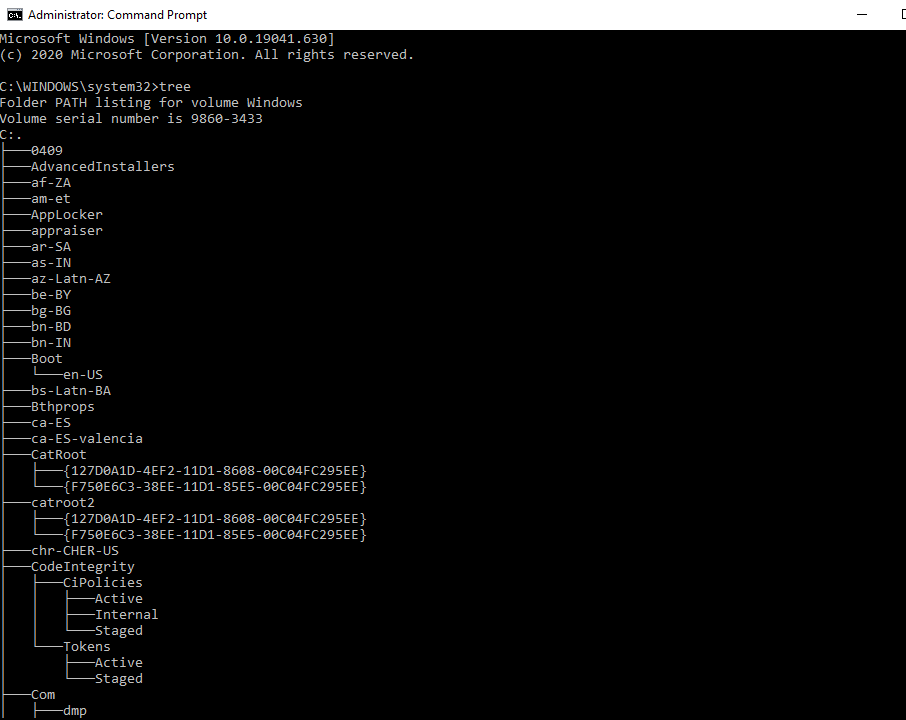 Administrator: Command Prompt
Microsoft Windows [Version 10.0.19041.630]
(c) 2020 Microsoft Corporation. All rights reserved.
C:\WINDOWS\system32>tree
Folder PATH listing for volume Windows
Volume serial number is 9860-3433
C:.
├───0409
├───AdvancedInstallers
├───af-ZA
├───am-et
├───AppLocker
├───appraiser
├───ar-SA
├───as-IN
├───az-Latn-AZ
├───be-BY
├───bg-BG
├───bn-BD
├───bn-IN
├───Boot
│   └───en-US
├───bs-Latn-BA
├───Bthprops
├───ca-ES
├───ca-ES-valencia
├───CatRoot
│   ├───{127D0A1D-4EF2-11D1-8608-00C04FC295EE}
│   └───{F750E6C3-38EE-11D1-85E5-00C04FC295EE}
├───catroot2
│   ├───{127D0A1D-4EF2-11D1-8608-00C04FC295EE}
│   └───{F750E6C3-38EE-11D1-85E5-00C04FC295EE}
├───chr-CHER-US
├───CodeIntegrity
│   ├───CiPolicies
│   │   ├───Active
│   │   ├───Internal
│   │   └───Staged
│   └───Tokens
│       ├───Active
│       └───Staged
├───Com
│   ├───dmp